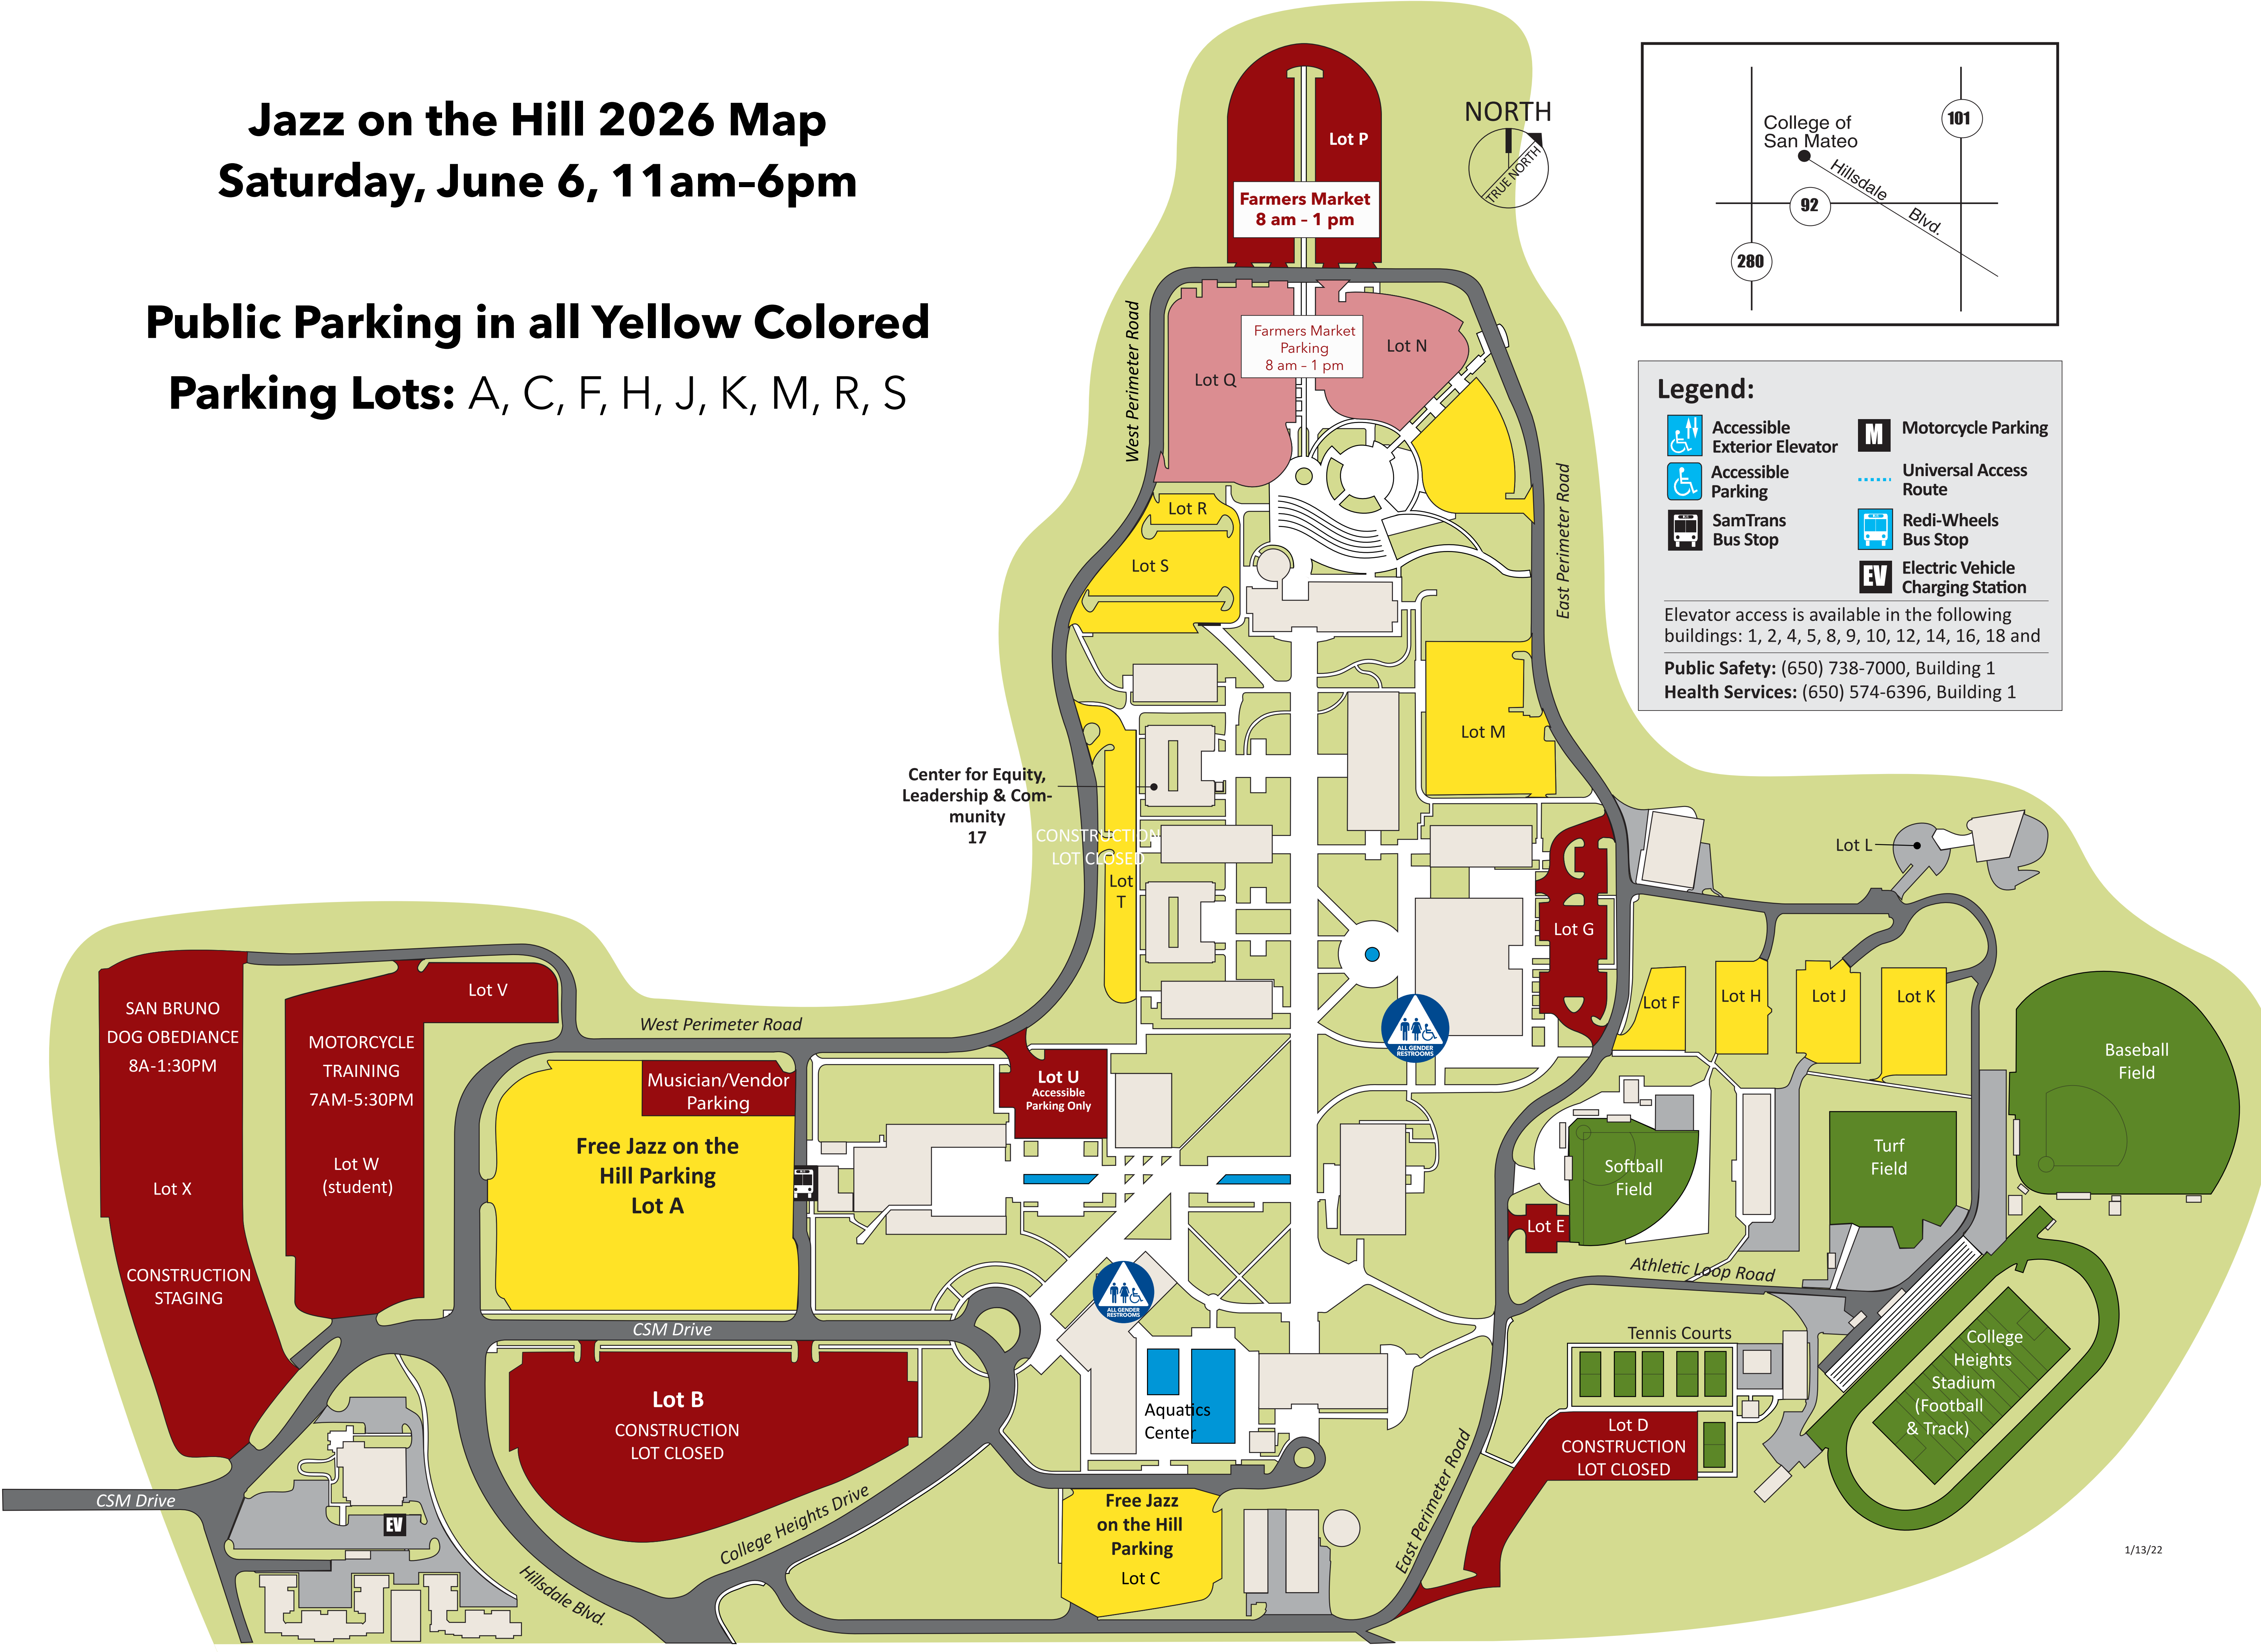 Jazz on the Hill 2026 Map
Saturday, June 6, 11am–6pm
Public Parking in all Yellow Colored
Parking Lots: A, C, F, H, J, K, M, R, S
NORTH
TRUE NORTH
College of
San Mateo
101
Hillsdale
Blvd.
92
280
Legend:
Accessible
Exterior Elevator
Accessible
Parking
SamTrans
Bus Stop
M
Motorcycle Parking
Universal Access
Route
Redi-Wheels
Bus Stop
EV
Electric Vehicle
Charging Station
Elevator access is available in the following
buildings: 1, 2, 4, 5, 8, 9, 10, 12, 14, 16, 18 and
Public Safety: (650) 738-7000, Building 1
Health Services: (650) 574-6396, Building 1
Lot P
Farmers Market
8 am – 1 pm
Farmers Market
Parking
8 am – 1 pm
Lot N
Lot Q
West Perimeter Road
East Perimeter Road
Lot R
Lot S
Lot M
Center for Equity,
Leadership & Com-
munity
17
CONSTRUCTION
LOT CLOSED
Lot
T
Lot L
Lot G
Lot F
Lot H
Lot J
Lot K
Baseball
Field
SAN BRUNO
DOG OBEDIANCE
8A-1:30PM
Lot X
CONSTRUCTION
STAGING
Lot V
MOTORCYCLE
TRAINING
7AM-5:30PM
Lot W
(student)
West Perimeter Road
Musician/Vendor
Parking
Free Jazz on the
Hill Parking
Lot A
Lot U
Accessible
Parking Only
ALL GENDER
RESTROOMS
Softball
Field
Turf
Field
Lot E
Athletic Loop Road
ALL GENDER
RESTROOMS
CSM Drive
Lot B
CONSTRUCTION
LOT CLOSED
Aquatics
Center
Tennis Courts
College
Heights
Stadium
(Football
& Track)
Lot D
CONSTRUCTION
LOT CLOSED
CSM Drive
EV
College Heights Drive
Hillsdale Blvd.
Free Jazz
on the Hill
Parking
Lot C
East Perimeter Road
1/13/22